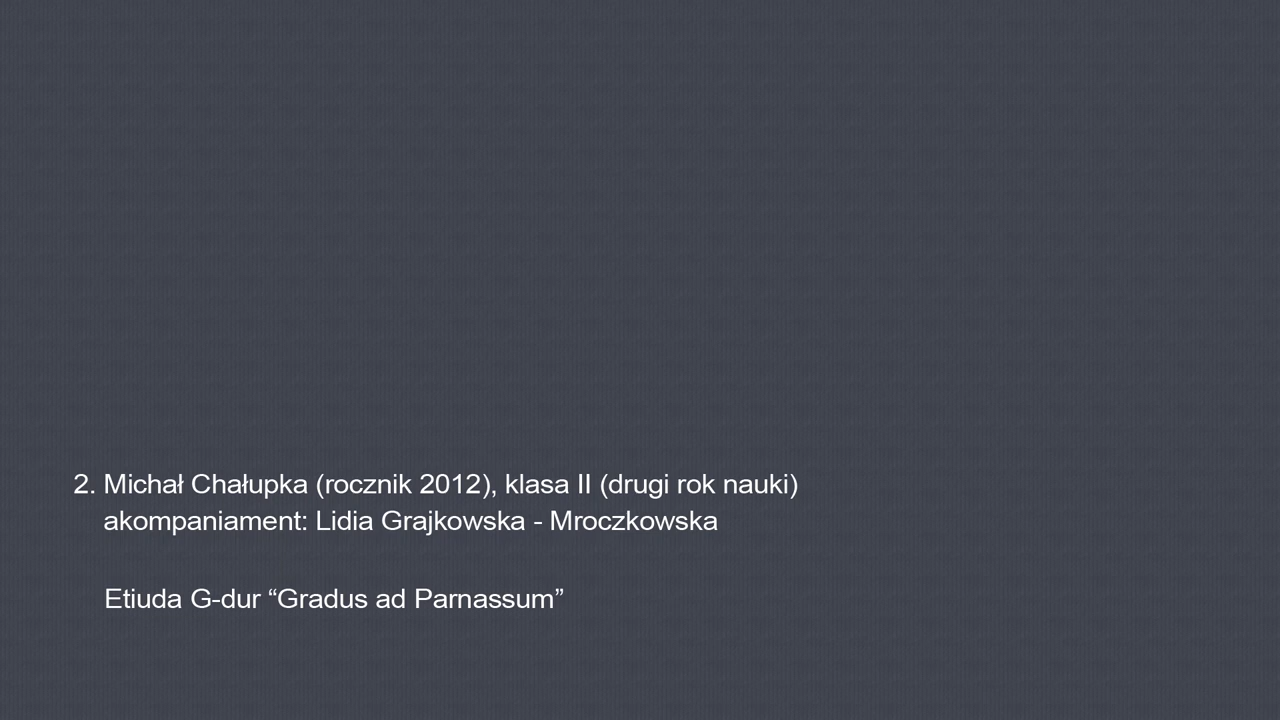 2. Michał Chałupka (rocznik 2012), klasa II (drugi rok nauki)
akompaniament: Lidia Grajkowska - Mroczkowska
Etiuda G-dur “Gradus ad Parnassum”